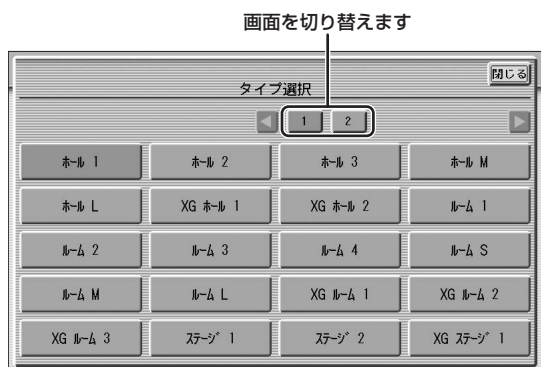 画面を切り替えます
閉じる
タイプ選択
1 2
ホール 1 ホール 2 ホール 3 ホール M
ホール L XG ホール 1 XG ホール 2 ルーム 1
ルーム 2 ルーム 3 ルーム 4 ルーム S
ルーム M ルーム L XG ルーム 1 XG ルーム 2
XG ルーム 3 ステージ 1 ステージ 2 XG ステージ 1